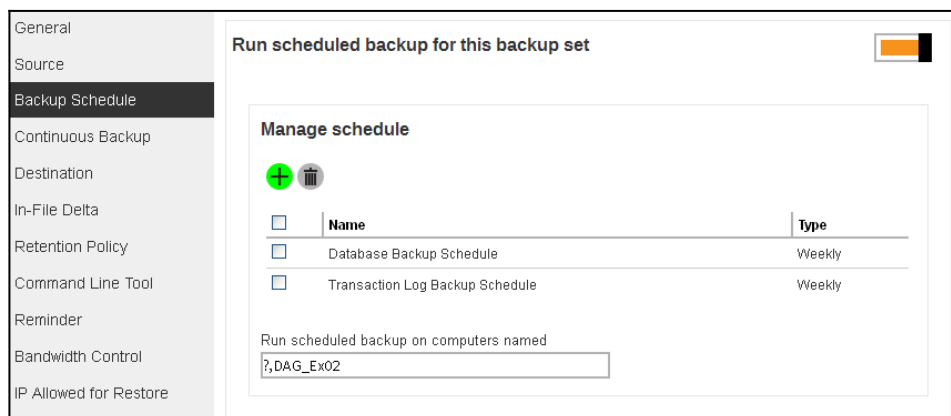 General
Source
Backup Schedule
Continuous Backup
Destination
In-File Delta
Retention Policy
Command Line Tool
Reminder
Bandwidth Control
IP Allowed for Restore
Run scheduled backup for this backup set
Manage schedule
Name Type
Database Backup Schedule Weekly
Transaction Log Backup Schedule Weekly
Run scheduled backup on computers named
?,DAG_Ex02